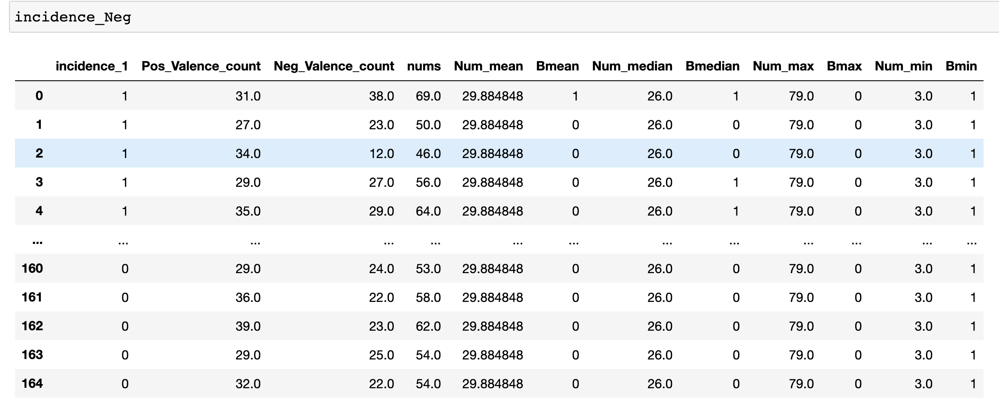 incidence_Neg
incidence_1 Pos_Valence_count Neg_Valence_count nums Num_mean Bmean Num_median Bmedian Num_max Bmax Num_min Bmin
0 1 31.0 38.0 69.0 29.884848 1 26.0 1 79.0 0 3.0 1
1 1 27.0 23.0 50.0 29.884848 0 26.0 0 79.0 0 3.0 1
2 1 34.0 12.0 46.0 29.884848 0 26.0 0 79.0 0 3.0 1
3 1 29.0 27.0 56.0 29.884848 0 26.0 1 79.0 0 3.0 1
4 1 35.0 29.0 64.0 29.884848 0 26.0 1 79.0 0 3.0 1
... ... ... ... ... ... ... ... ... ... ... ... ...
160 0 29.0 24.0 53.0 29.884848 0 26.0 0 79.0 0 3.0 1
161 0 36.0 22.0 58.0 29.884848 0 26.0 0 79.0 0 3.0 1
162 0 39.0 23.0 62.0 29.884848 0 26.0 0 79.0 0 3.0 1
163 0 29.0 25.0 54.0 29.884848 0 26.0 0 79.0 0 3.0 1
164 0 32.0 22.0 54.0 29.884848 0 26.0 0 79.0 0 3.0 1